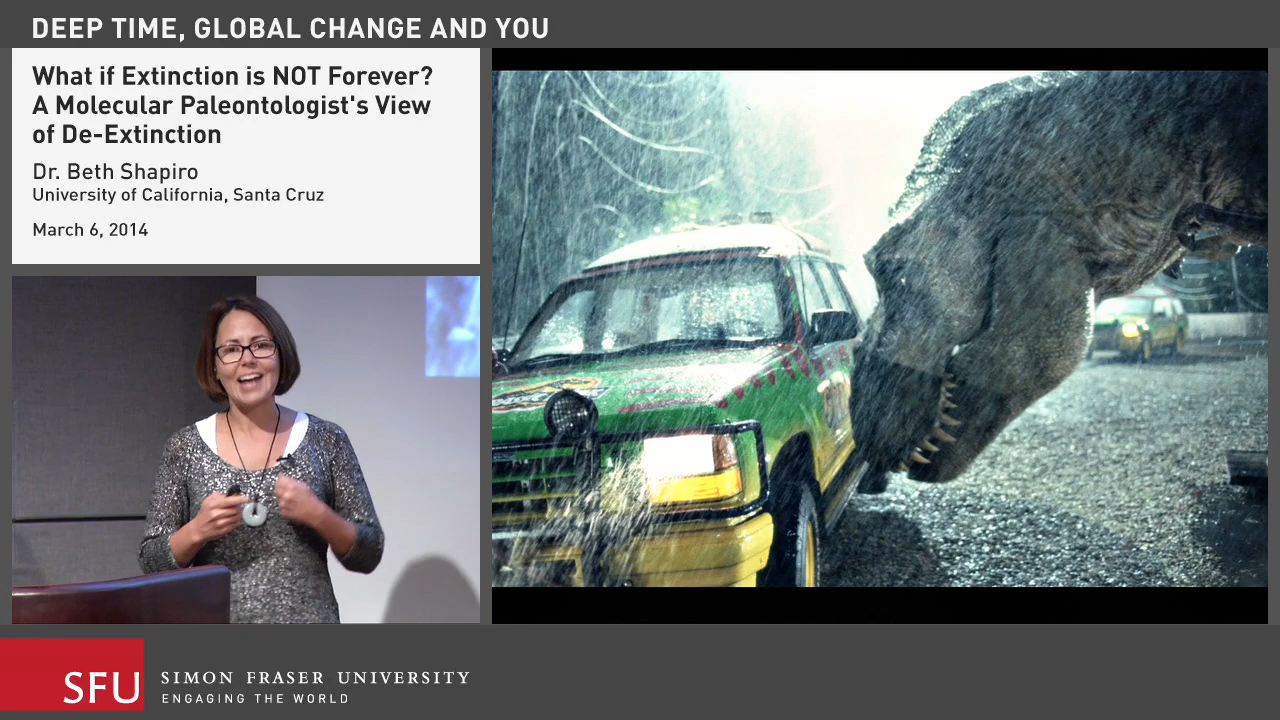 DEEP TIME, GLOBAL CHANGE AND YOU
What if Extinction is NOT Forever?
A Molecular Paleontologist's View
of De-Extinction
Dr. Beth Shapiro
University of California, Santa Cruz
March 6, 2014
SFU
SIMON FRASER UNIVERSITY
ENGAGING THE WORLD